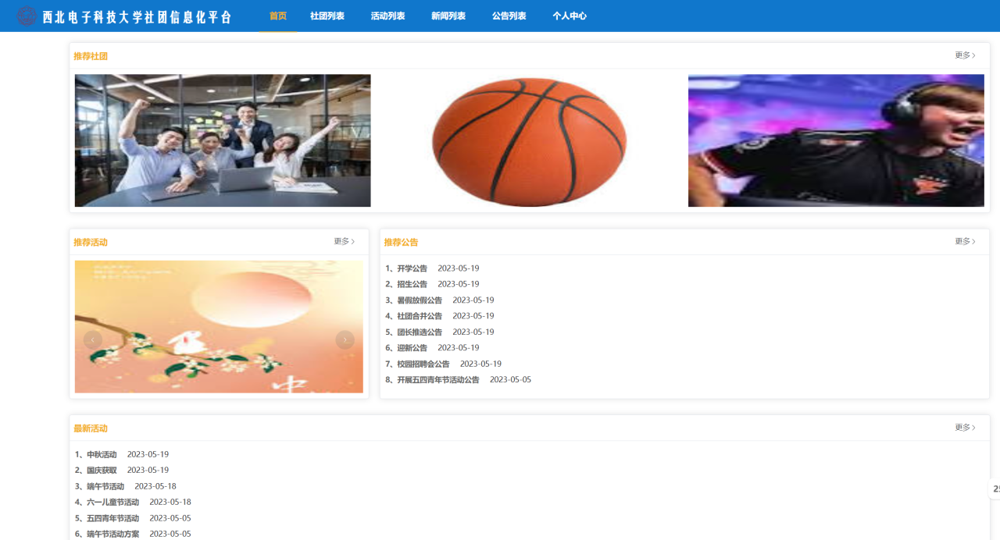 西北电子科技大学社团信息化平台
首页 社团列表 活动列表 新闻列表 公告列表 个人中心
推荐社团 更多
推荐活动 更多
中
推荐公告 更多
1、开学公告 2023-05-19
2、招生公告 2023-05-19
3、暑假放假公告 2023-05-19
4、社团合并公告 2023-05-19
5、团长推选公告 2023-05-19
6、迎新公告 2023-05-19
7、校园招聘会公告 2023-05-19
8、开展五四青年节活动公告 2023-05-05
最新活动 更多
1、中秋活动 2023-05-19
2、国庆获取 2023-05-19
3、端午节活动 2023-05-18
4、六一儿童节活动 2023-05-18
5、五四青年节活动 2023-05-05
6、端午节活动方案 2023-05-05